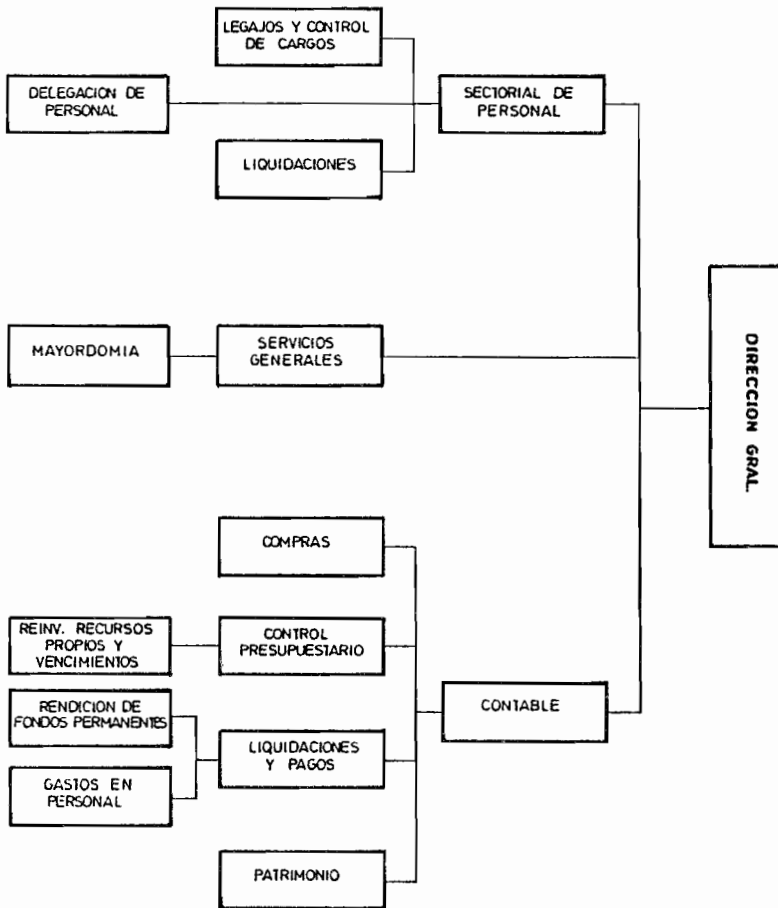 LEGAJOS Y CONTROL
DE CARGOS
DELEGACION DE
PERSONAL
SECTORIAL DE
PERSONAL
LIQUIDACIONES
MAYORDOMIA
SERVICIOS
GENERALES
DIRECCION GRAL.
COMPRAS
REINV. RECURSOS
PROPIOS Y
VENCIMIENTOS
CONTROL
PRESUPUESTARIO
RENDICION DE
FONDOS PERMANENTES
CONTABLE
LIQUIDACIONES
Y PAGOS
GASTOS EN
PERSONAL
PATRIMONIO